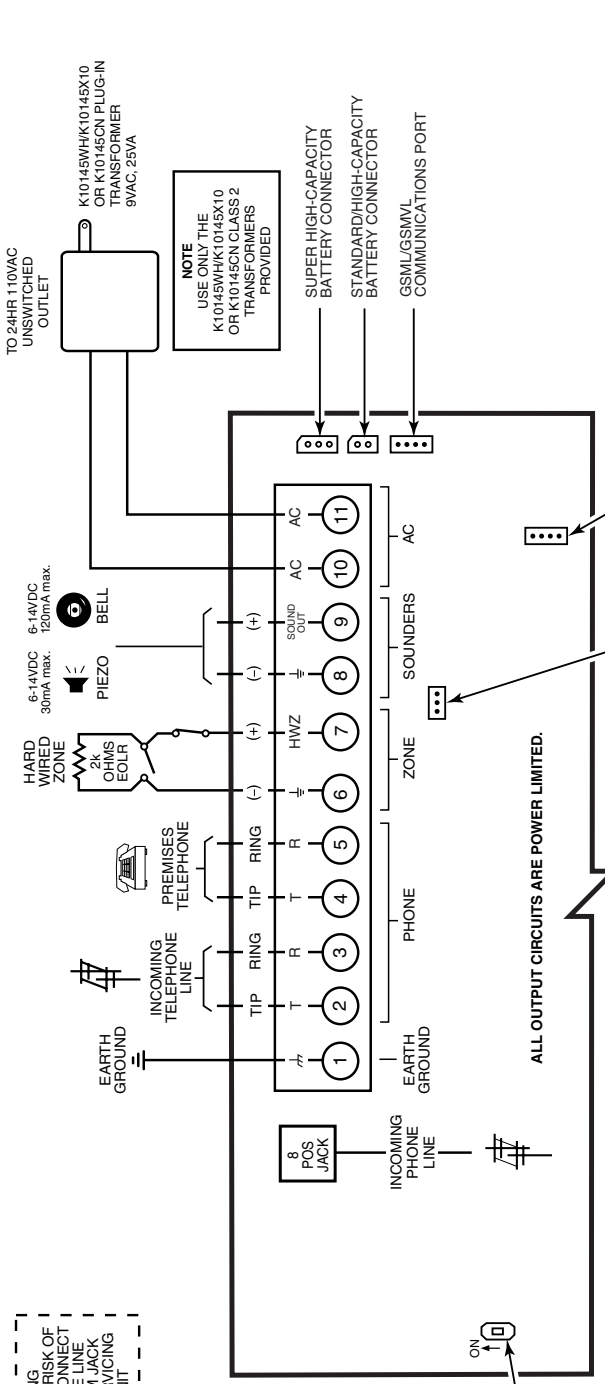 TO 24HR 110VAC
UNSWITCHED
OUTLET
K10145WH/K10145X10
OR K10145CN PLUG-IN
TRANSFORMER
9VAC, 25VA
NOTE
USE ONLY THE
K10145WH/K10145X10
OR K10145CN CLASS 2
TRANSFORMERS
PROVIDED
SUPER HIGH-CAPACITY
BATTERY CONNECTOR
STANDARD/HIGH-CAPACITY
BATTERY CONNECTOR
GSML/GSMVL
COMMUNICATIONS PORT
6-14VDC
120mA max.
BELL
6-14VDC
30mA max.
PIEZO
HARD
WIRED
ZONE
2k
OHMS
EOLR
PREMISES
TELEPHONE
INCOMING
TELEPHONE
LINE
EARTH
GROUND
TIP RING TIP RING (–) (+) (–) (+)
T R T R HWZ SOUND OUT AC AC
1 2 3 4 5 6 7 8 9 10 11
EARTH
GROUND
PHONE
ZONE
SOUNDERS
AC
8
POS
JACK
INCOMING
PHONE
LINE
ALL OUTPUT CIRCUITS ARE POWER LIMITED.
ON
RISK OF
LINE
JACK